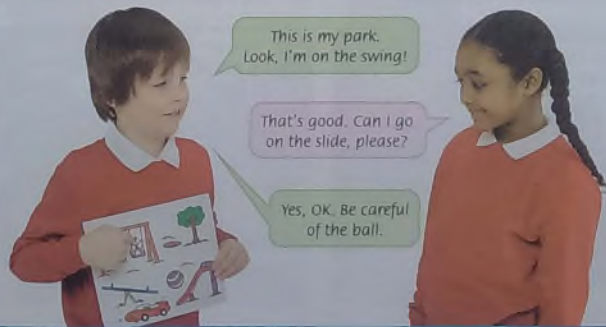 This is my park.
Look, I'm on the swing!
That's good. Can I go
on the slide, please?
Yes, OK. Be careful
of the ball.